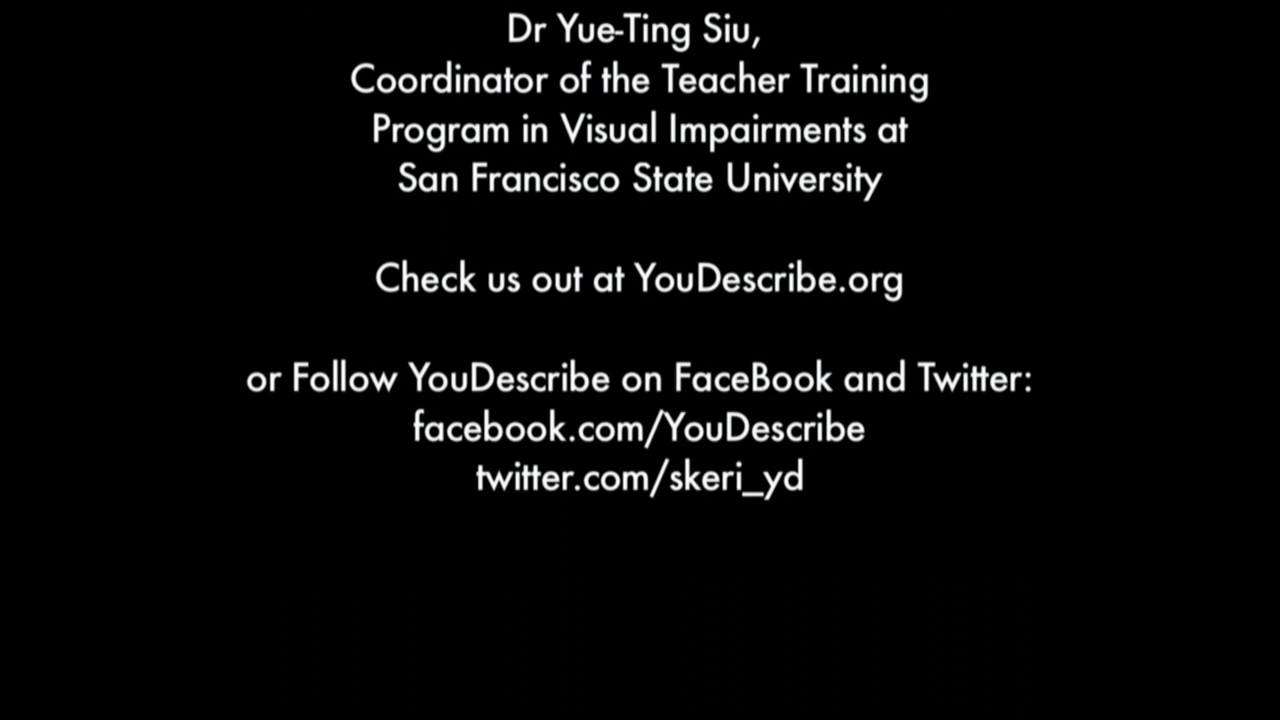 Dr Yue-Ting Siu,
Coordinator of the Teacher Training
Program in Visual Impairments at
San Francisco State University
Check us out at YouDescribe.org
or Follow YouDescribe on FaceBook and Twitter:
facebook.com/YouDescribe
twitter.com/skeri_yd